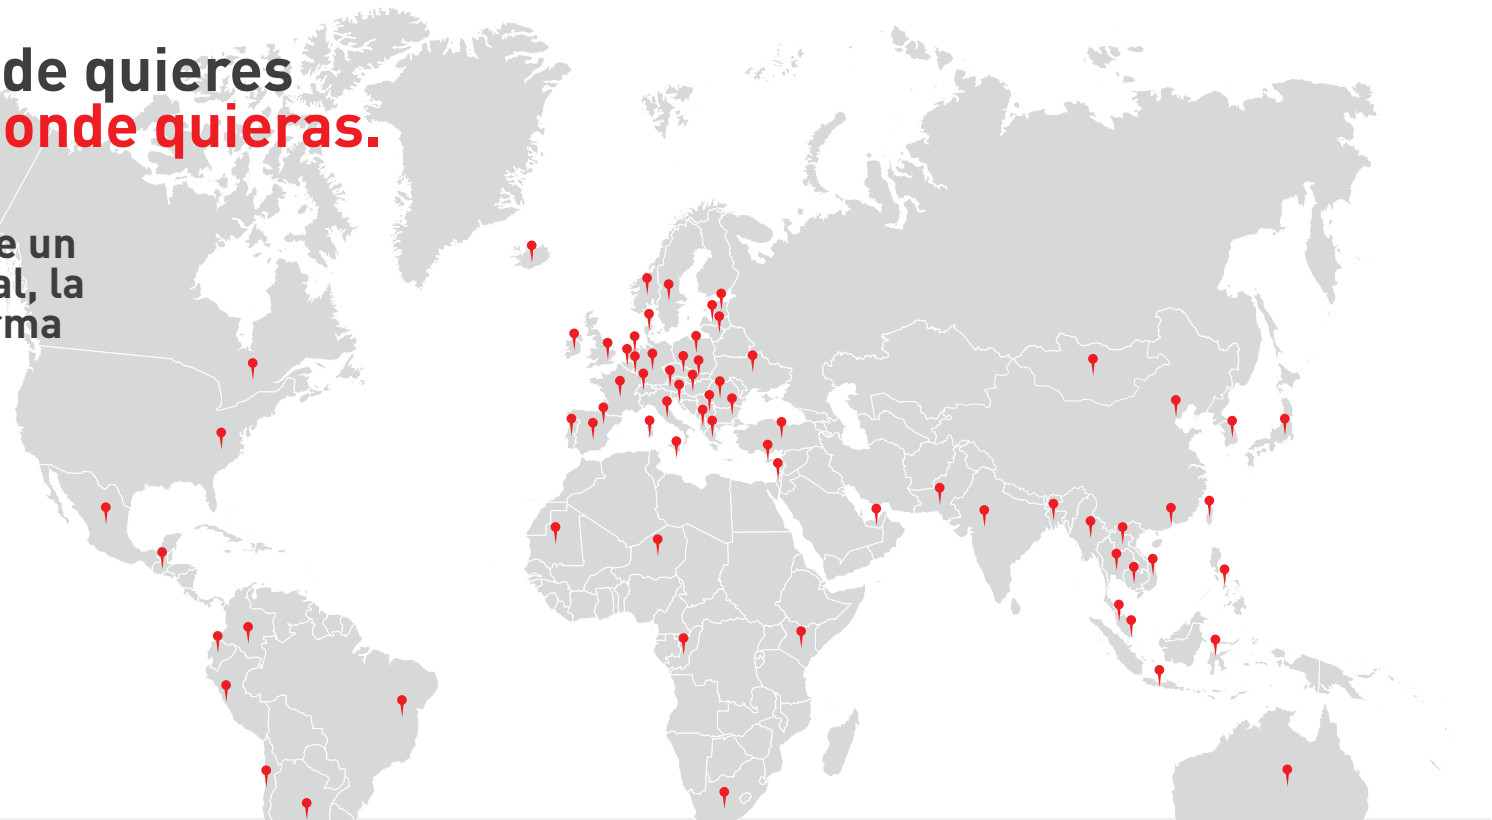 de quieres
onde quieras.
e un
al, la
rma